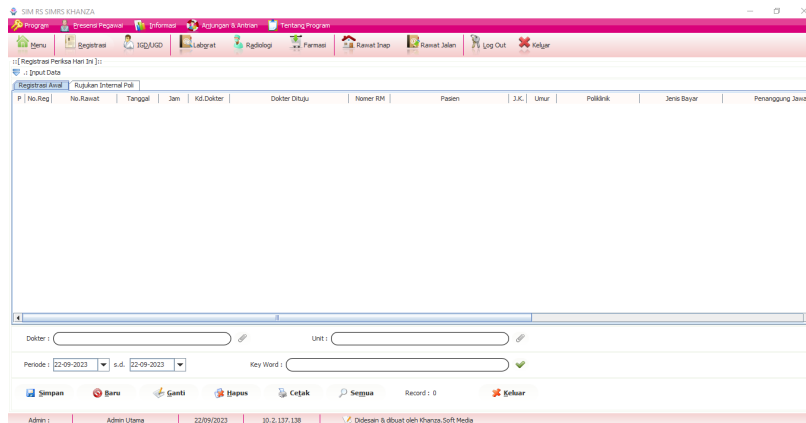 SIM RS SIMRS KHANZA
Program Presensi Pegawai Informasi Anjungan & Antrian Tentang Program
Menu Registrasi IGD/UGD Laborat Radiologi Farmasi Rawat Inap Rawat Jalan Log Out Keluar
::[ Registrasi Periksa Hari Ini ]::
.: Input Data
Registrasi Awal Rujukan Internal Poli
P No.Reg No.Rawat Tanggal Jam Kd.Dokter Dokter Dituju Nomer RM Pasien J.K. Umur Poliklinik Jenis Bayar Penanggung Jawa
Dokter : Unit :
Periode : 22-09-2023 s.d. 22-09-2023 Key Word :
Simpan Baru Ganti Hapus Cetak Semua Record : 0 Keluar
Admin : Admin Utama 22/09/2023 10.2.137.138 Didesain & dibuat oleh Khanza.Soft Media